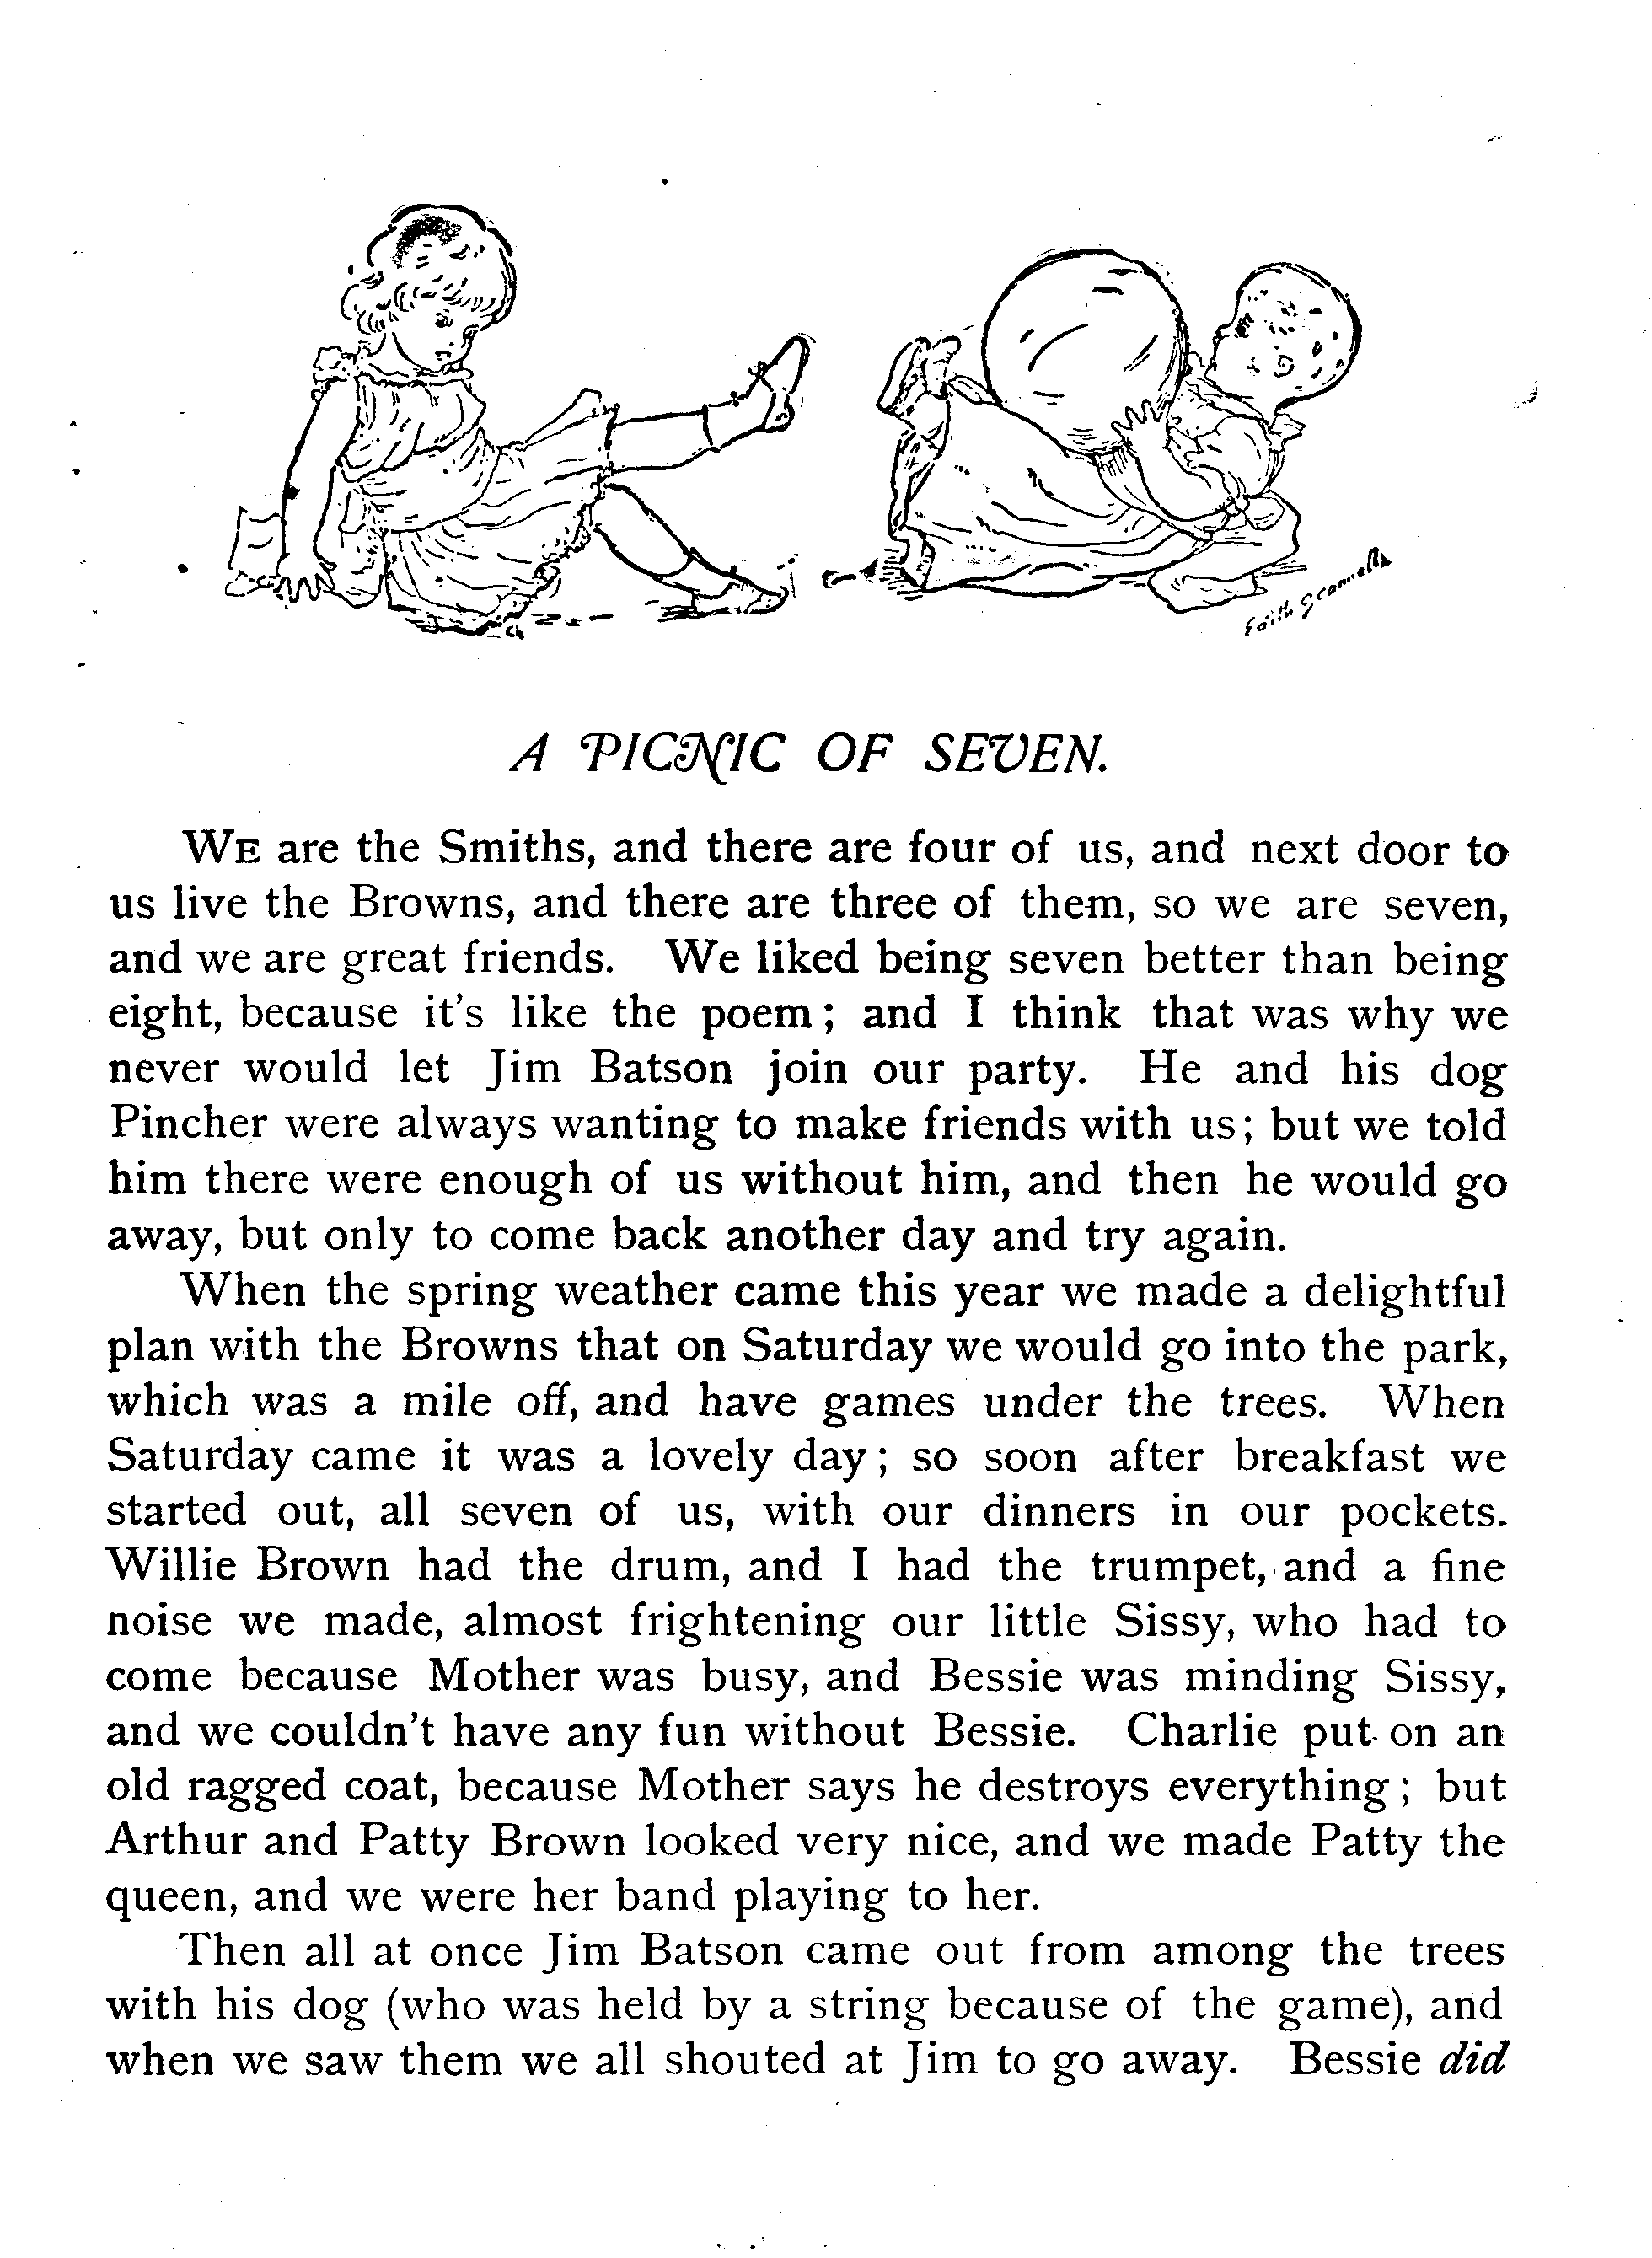 Edith Scannell
A PICNIC OF SEVEN.
WE are the Smiths, and there are four of us, and next door to
us live the Browns, and there are three of them, so we are seven,
and we are great friends. We liked being seven better than being
eight, because it's like the poem; and I think that was why we
never would let Jim Batson join our party. He and his dog
Pincher were always wanting to make friends with us; but we told
him there were enough of us without him, and then he would go
away, but only to come back another day and try again.
When the spring weather came this year we made a delightful
plan with the Browns that on Saturday we would go into the park,
which was a mile off, and have games under the trees. When
Saturday came it was a lovely day; so soon after breakfast we
started out, all seven of us, with our dinners in our pockets.
Willie Brown had the drum, and I had the trumpet, and a fine
noise we made, almost frightening our little Sissy, who had to
come because Mother was busy, and Bessie was minding Sissy,
and we couldn't have any fun without Bessie. Charlie put on an
old ragged coat, because Mother says he destroys everything; but
Arthur and Patty Brown looked very nice, and we made Patty the
queen, and we were her band playing to her.
Then all at once Jim Batson came out from among the trees
with his dog (who was held by a string because of the game), and
when we saw them we all shouted at Jim to go away. Bessie did